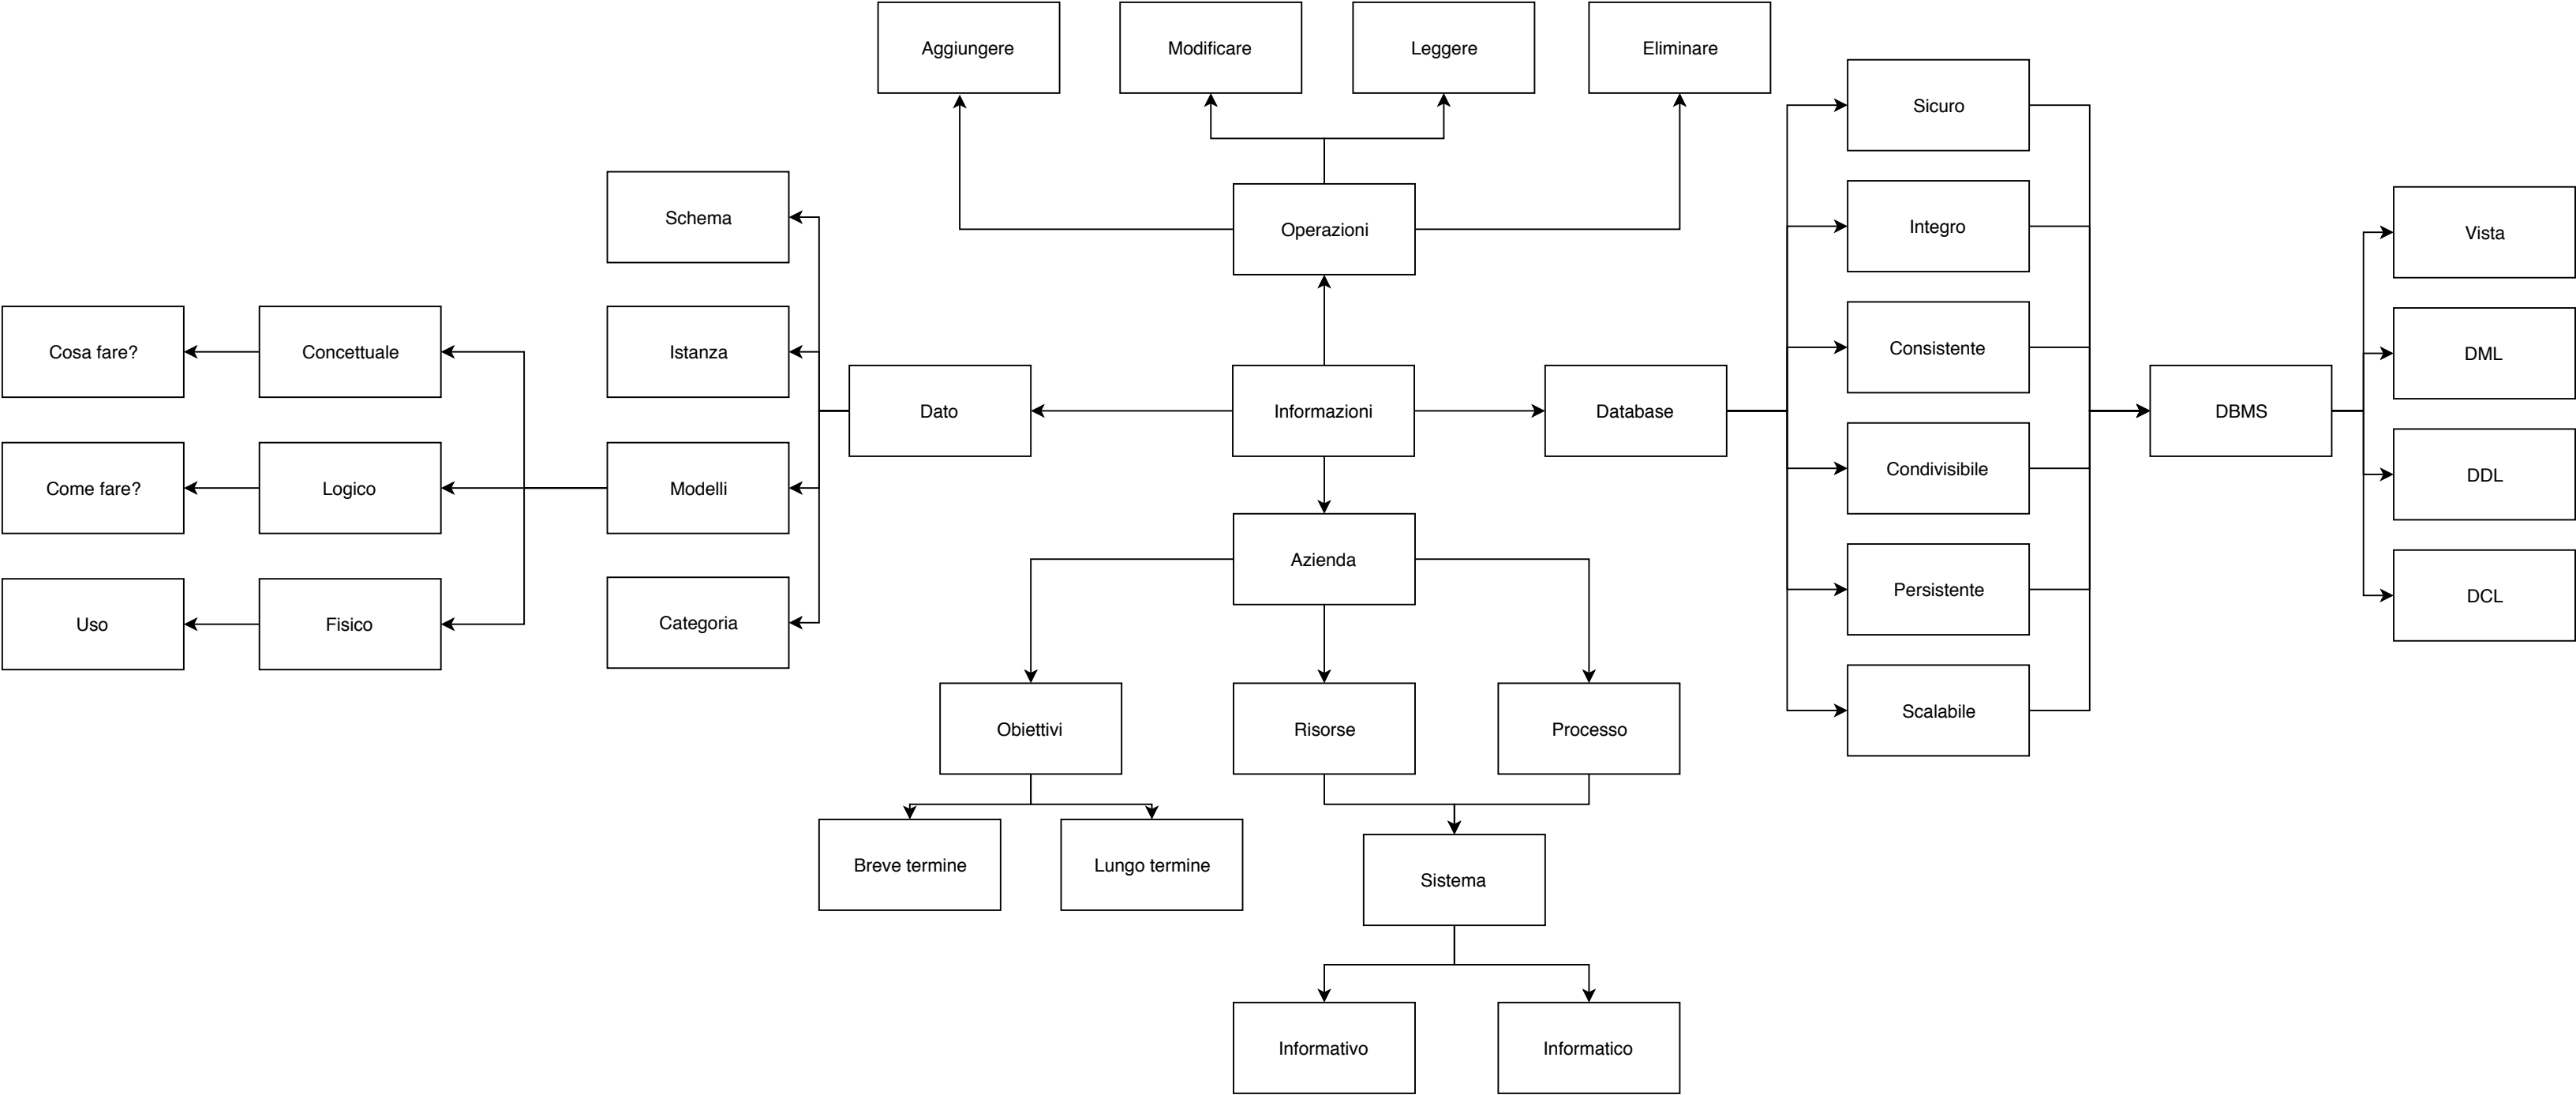 Aggiungere
Modificare
Leggere
Eliminare
Sicuro
Schema
Operazioni
Integro
Vista
Cosa fare?
Concettuale
Istanza
Consistente
DML
Dato
Informazioni
Database
DBMS
Come fare?
Logico
Modelli
Condivisibile
DDL
Azienda
Uso
Fisico
Categoria
Persistente
DCL
Obiettivi
Risorse
Processo
Scalabile
Breve termine
Lungo termine
Sistema
Informativo
Informatico